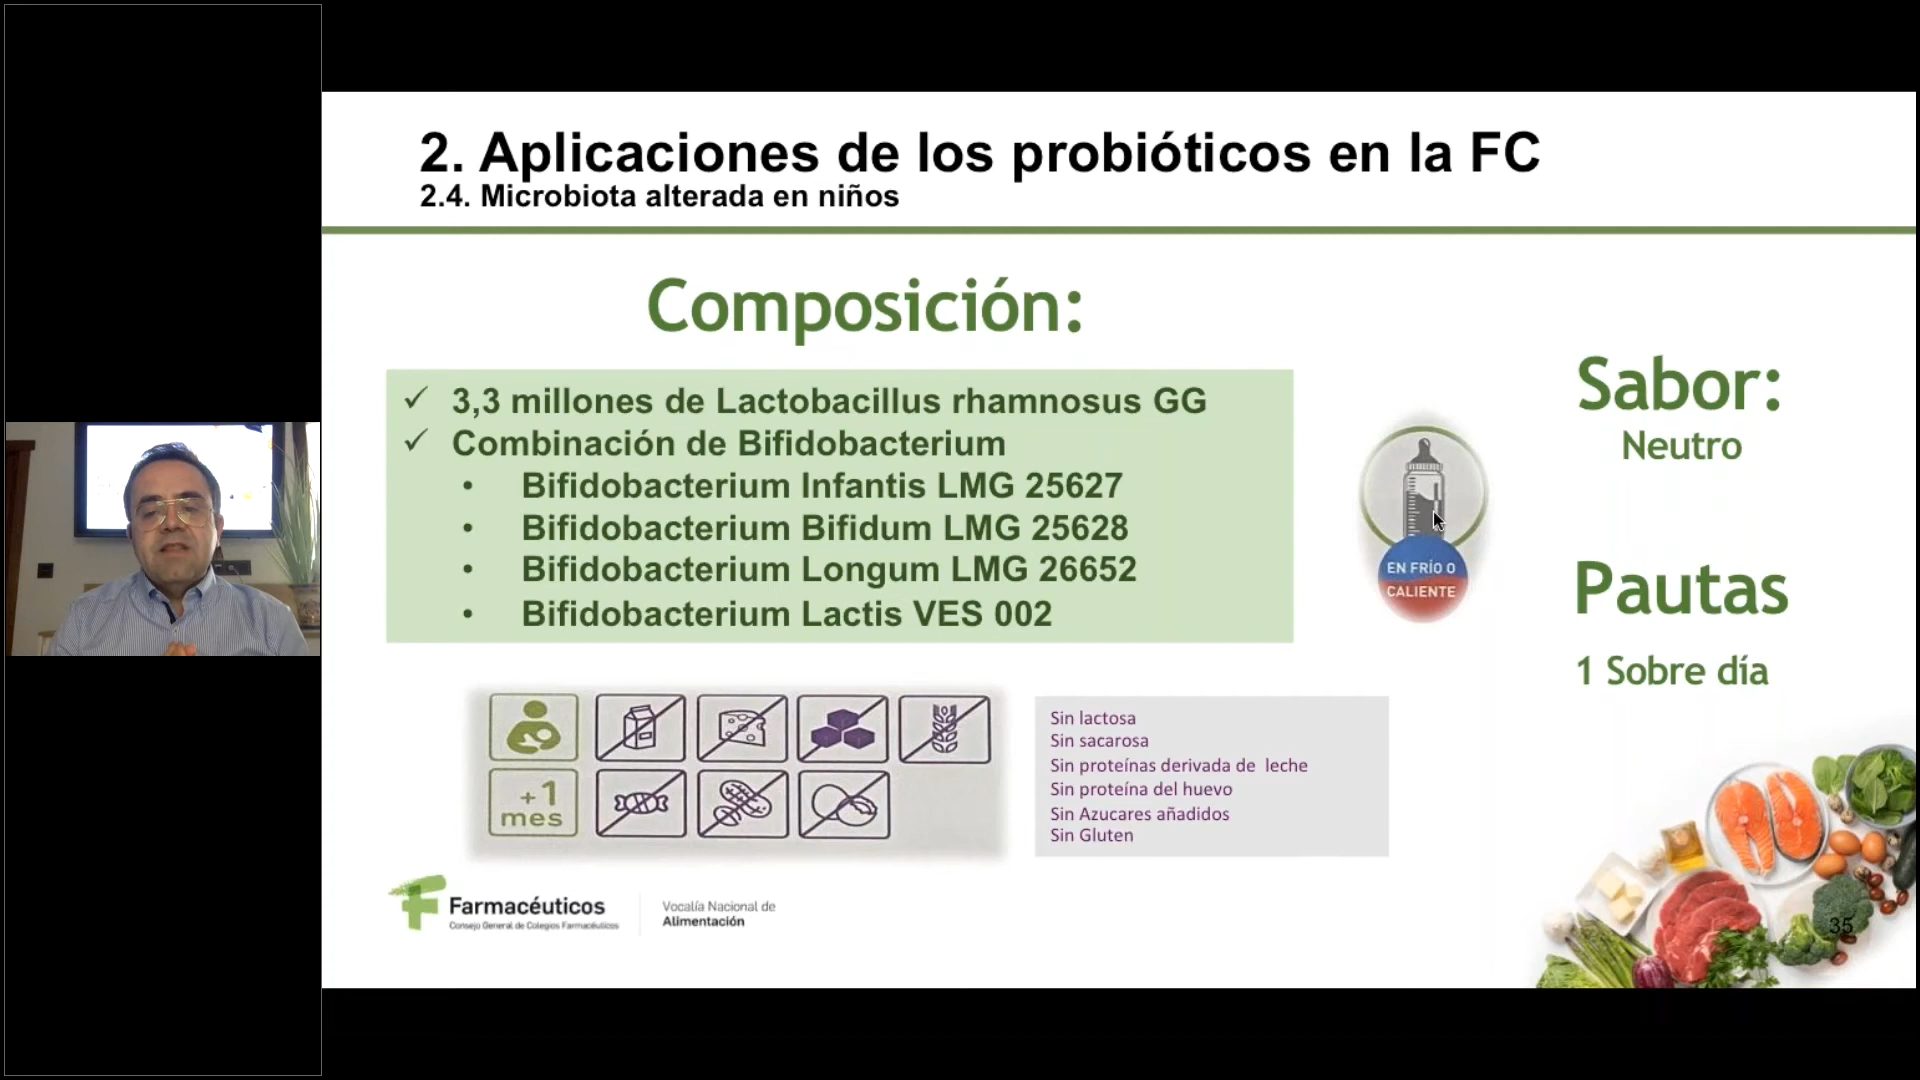 2. Aplicaciones de los probióticos en la FC
2.4. Microbiota alterada en niños
Composición:
✓ 3,3 millones de Lactobacillus rhamnosus GG
✓ Combinación de Bifidobacterium
• Bifidobacterium Infantis LMG 25627
• Bifidobacterium Bifidum LMG 25628
• Bifidobacterium Longum LMG 26652
• Bifidobacterium Lactis VES 002
EN FRÍO O
CALIENTE
Sabor:
Neutro
Pautas
1 Sobre día
+1
mes
Sin lactosa
Sin sacarosa
Sin proteínas derivada de leche
Sin proteína del huevo
Sin Azucares añadidos
Sin Gluten
Farmacéuticos
Consejo General de Colegios Farmacéuticos
Vocalía Nacional de
Alimentación
35